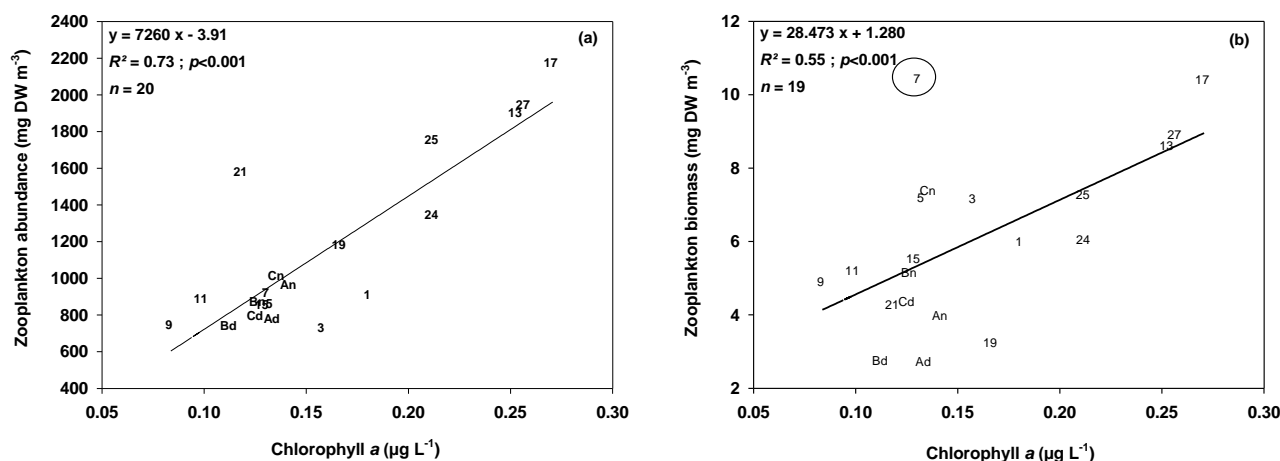 y = 7260 x - 3.91
(a)
R² = 0.73 ; p<0.001
n = 20
Zooplankton abundance (mg DW m-3)
2400
2200
2000
1800
1600
1400
1200
1000
800
600
400
17
27
13
25
21
24
19
Cn
An
7
1
11
Bn
15
5
Cd
Ad
9
Bd
3
0.05 0.10 0.15 0.20 0.25 0.30
Chlorophyll a (µg L-1)
y = 28.473 x + 1.280
(b)
R² = 0.55 ; p<0.001
n = 19
Zooplankton biomass (mg DW m-3)
12
10
8
6
4
2
7
17
27
13
Cn
5
3
25
24
1
15
Bn
11
9
Cd
21
An
19
Bd
Ad
0.05 0.10 0.15 0.20 0.25 0.30
Chlorophyll a (µg L-1)